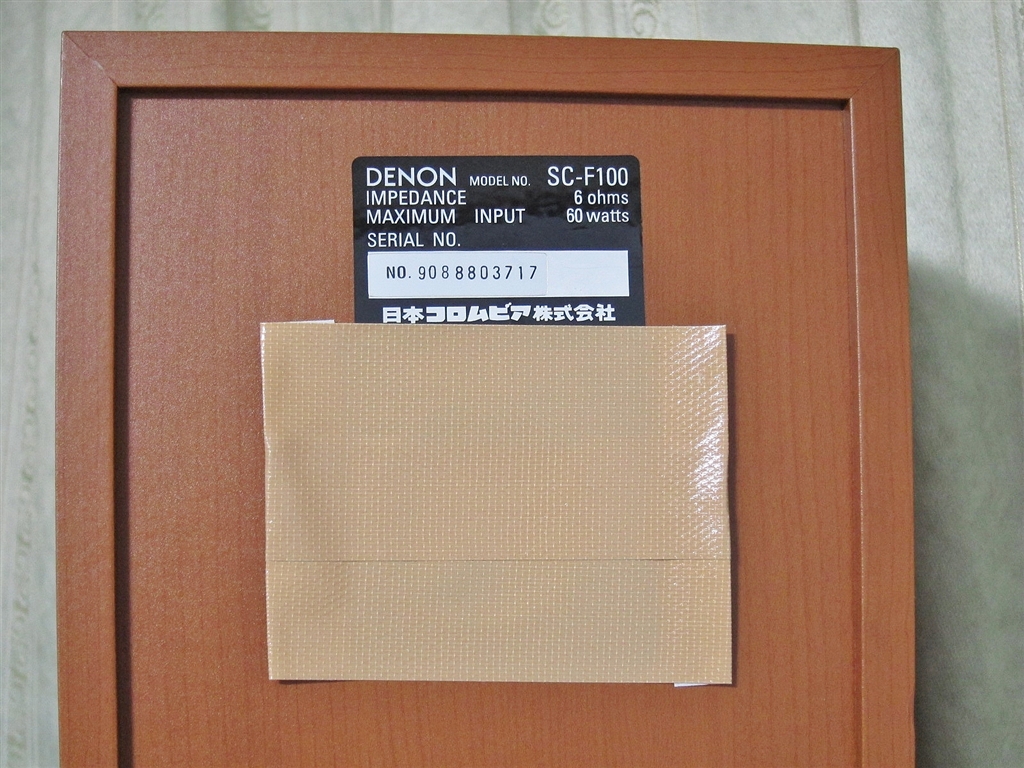 DENON MODEL NO. SC-F100
IMPEDANCE 6 ohms
MAXIMUM INPUT 60 watts
SERIAL NO.
NO. 9088803717
日本コロムビア株式会社